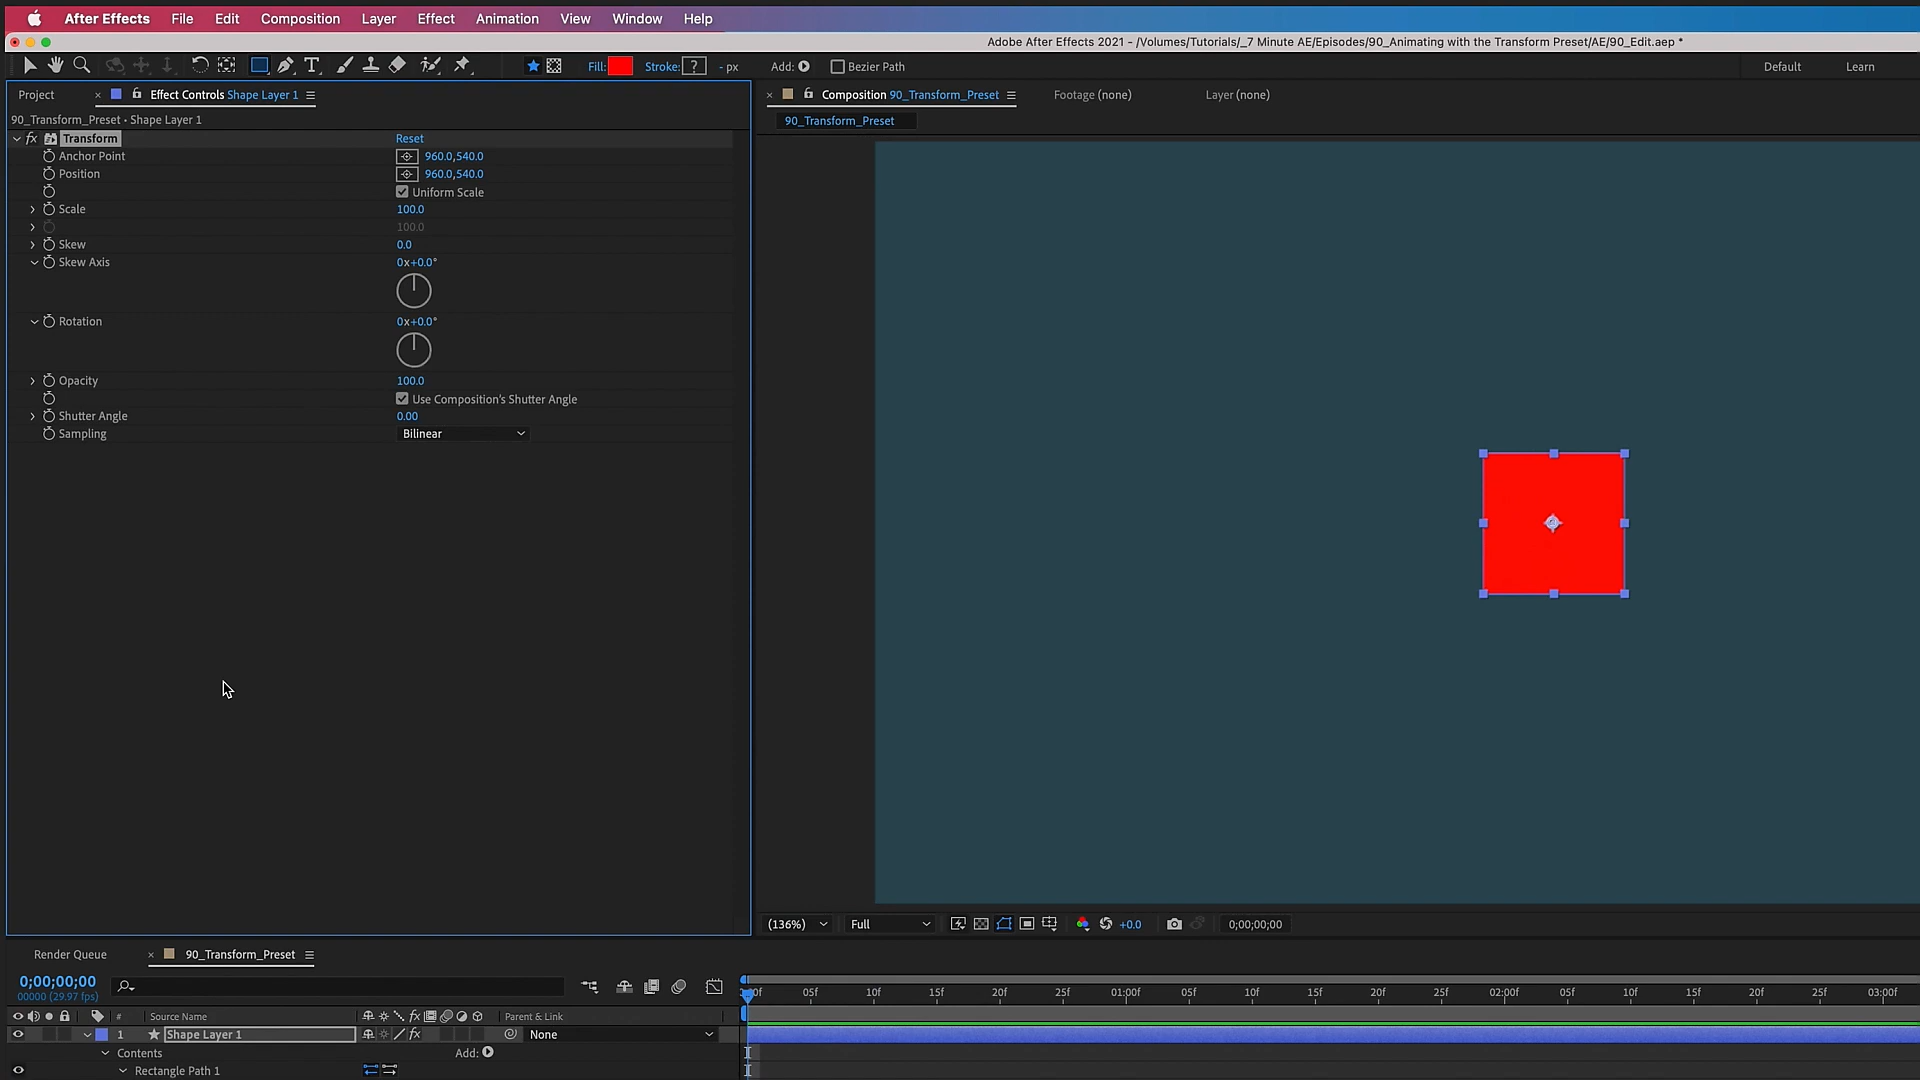 After Effects File Edit Composition Layer Effect Animation View Window Help
Adobe After Effects 2021 - /Volumes/Tutorials/_7 Minute AE/Episodes/90_Animating with the Transform Preset/AE/90_Edit.aep *
Fill: Stroke: ? - px Add: Bezier Path Default Learn
Project × Effect Controls Shape Layer 1
× Composition 90_Transform_Preset Footage (none) Layer (none)
90_Transform_Preset • Shape Layer 1
90_Transform_Preset
fx Transform Reset
Anchor Point 960.0,540.0
Position 960.0,540.0
Uniform Scale
Scale 100.0
100.0
Skew 0.0
Skew Axis 0x+0.0°
Rotation 0x+0.0°
Opacity 100.0
Use Composition's Shutter Angle
Shutter Angle 0.00
Sampling Bilinear
(136%) Full +0.0 0;00;00;00
Render Queue × 90_Transform_Preset
0;00;00;00
00000 (29.97 fps)
05f 10f 15f 20f 25f 01:00f 05f 10f 15f 20f 25f 02:00f 05f 10f 15f 20f 25f 03:00f
# Source Name fx Parent & Link
1 Shape Layer 1 fx None
Contents Add:
Rectangle Path 1